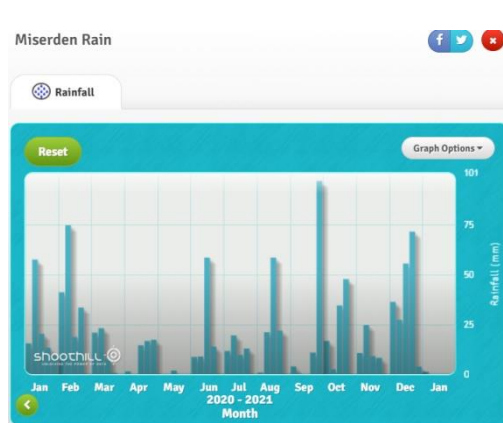 Miserden Rain
Rainfall
Reset
Graph Options
101
75
50
25
0
Rainfall (mm)
shoothill
Jan Feb Mar Apr May Jun Jul Aug Sep Oct Nov Dec Jan
2020 - 2021
Month